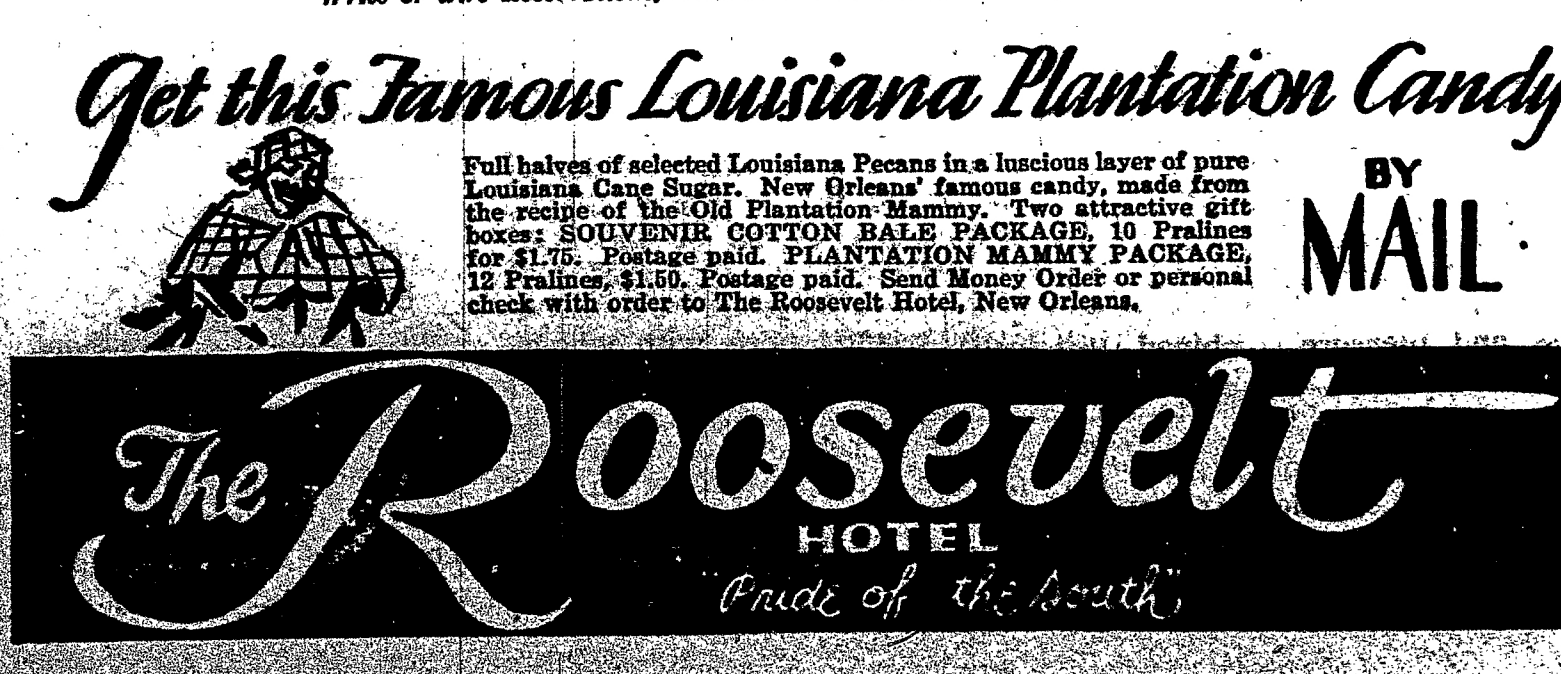 Get this Famous Louisiana Plantation Candy
Full halves of selected Louisiana Pecans in a luscious layer of pure
Louisiana Cane Sugar. New Orleans' famous candy, made from
the recipe of the Old Plantation Mammy. Two attractive gift
boxes: SOUVENIR COTTON BALE PACKAGE, 10 Pralines
for $1.75. Postage paid. PLANTATION MAMMY PACKAGE,
12 Pralines, $1.50. Postage paid. Send Money Order or personal
check with order to The Roosevelt Hotel, New Orleans.
BY
MAIL
The Roosevelt
HOTEL
"Pride of the South"